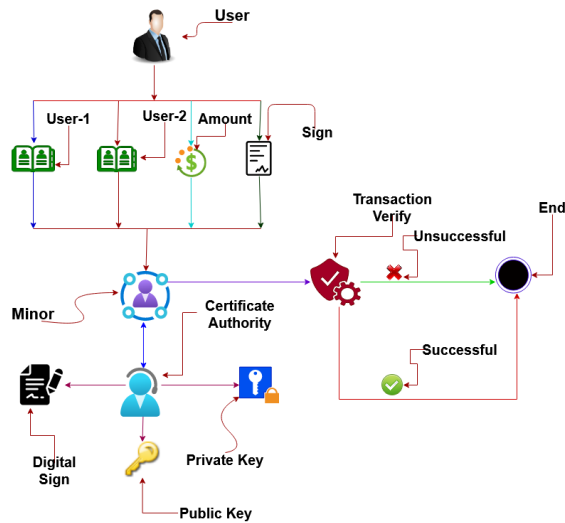 User
User-1
User-2
Amount
Sign
Transaction
Verify
End
Unsuccessful
Minor
Certificate
Authority
Successful
Digital
Sign
Private Key
Public Key